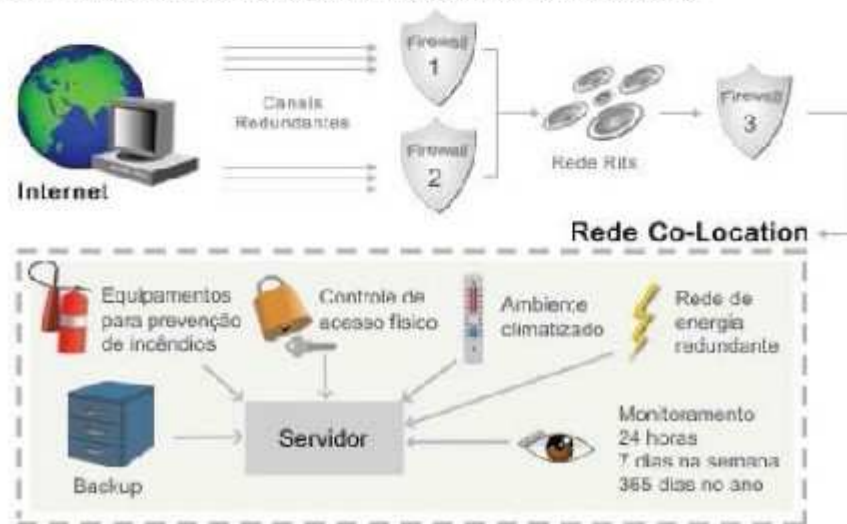 Internet
Canais
Redundantes
Firewall
1
Firewall
2
Rede Rits
Firewall
3
Rede Co-Location
Equipamentos
para prevenção
de incêndios
Controle de
acesso físico
Ambiente
climatizado
Rede de
energia
redundante
Backup
Servidor
Monitoramento
24 horas
7 dias na semana
365 dias no ano